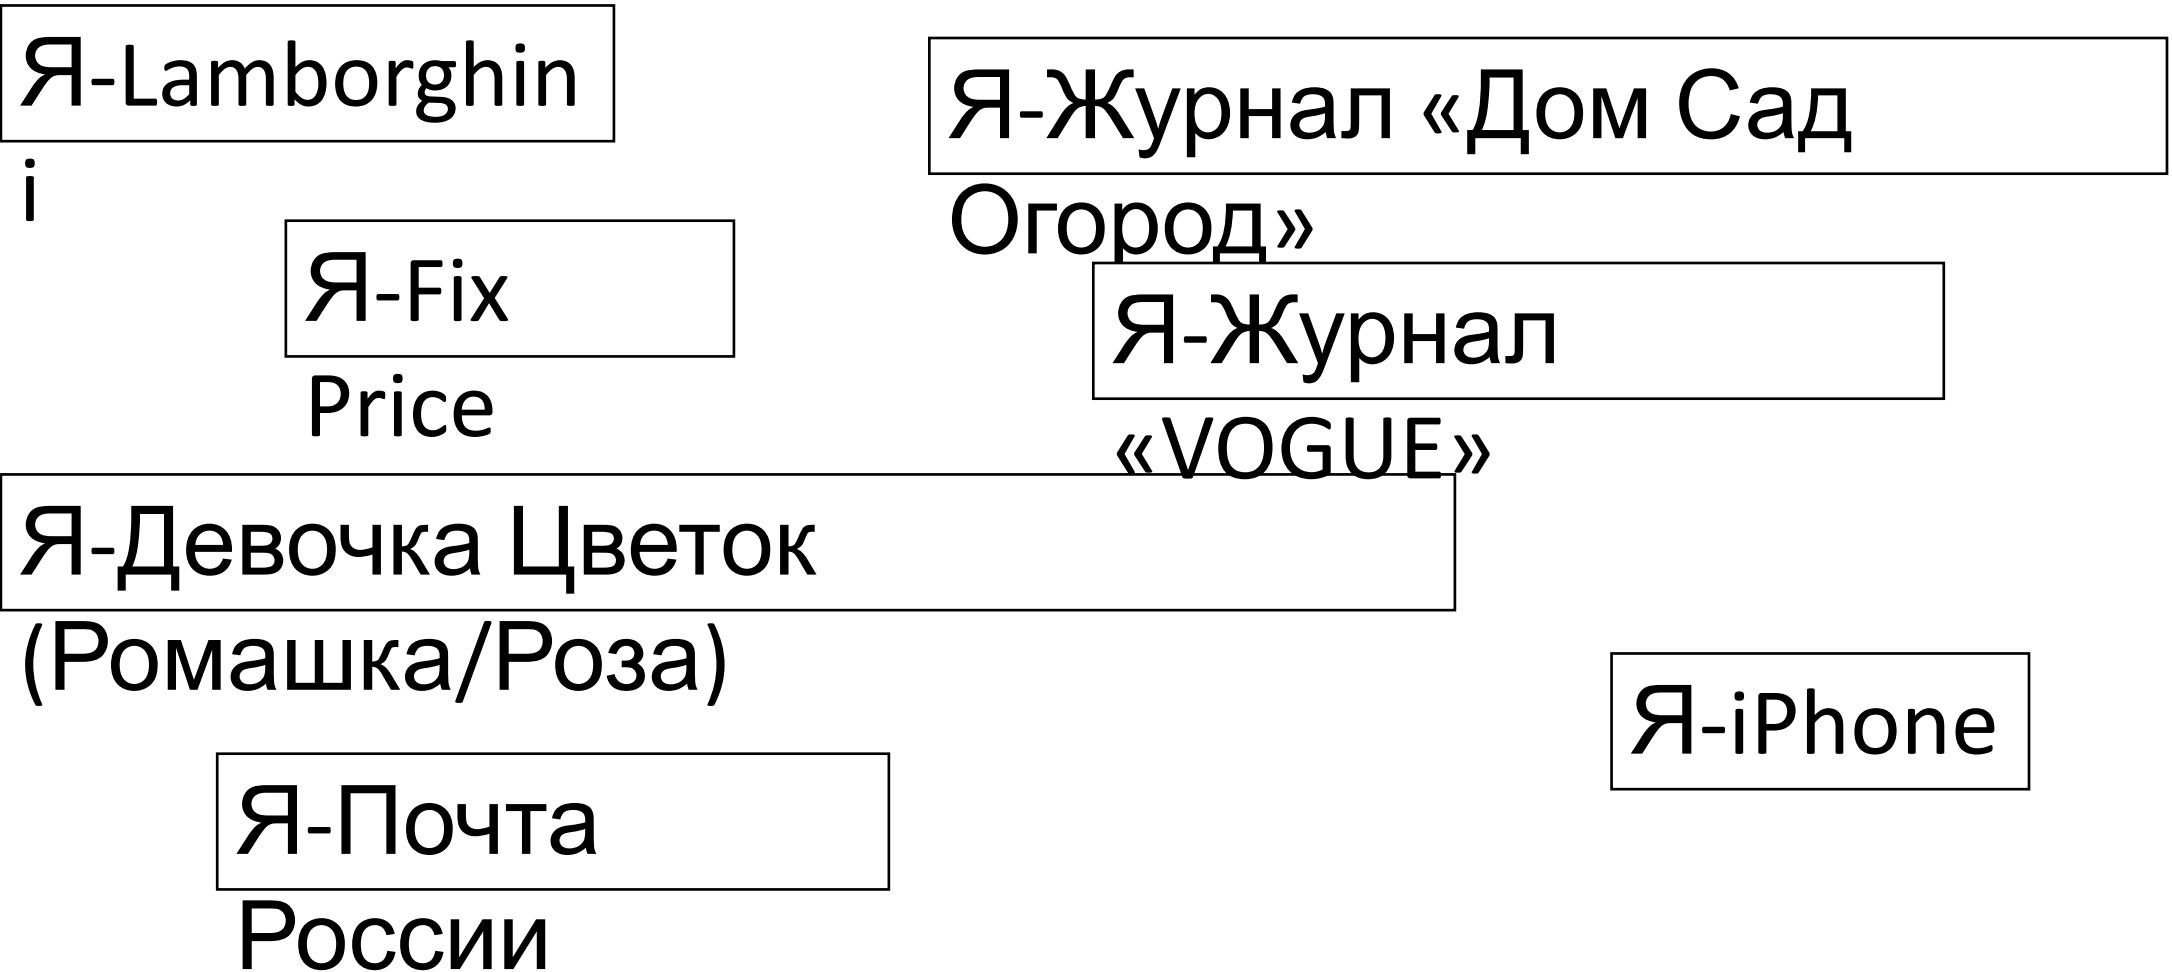 Я-Lamborghin
i
Я-Журнал «Дом Сад
Огород»
Я-Fix
Price
Я-Журнал
«VOGUE»
Я-Девочка Цветок
(Ромашка/Роза)
Я-iPhone
Я-Почта
России